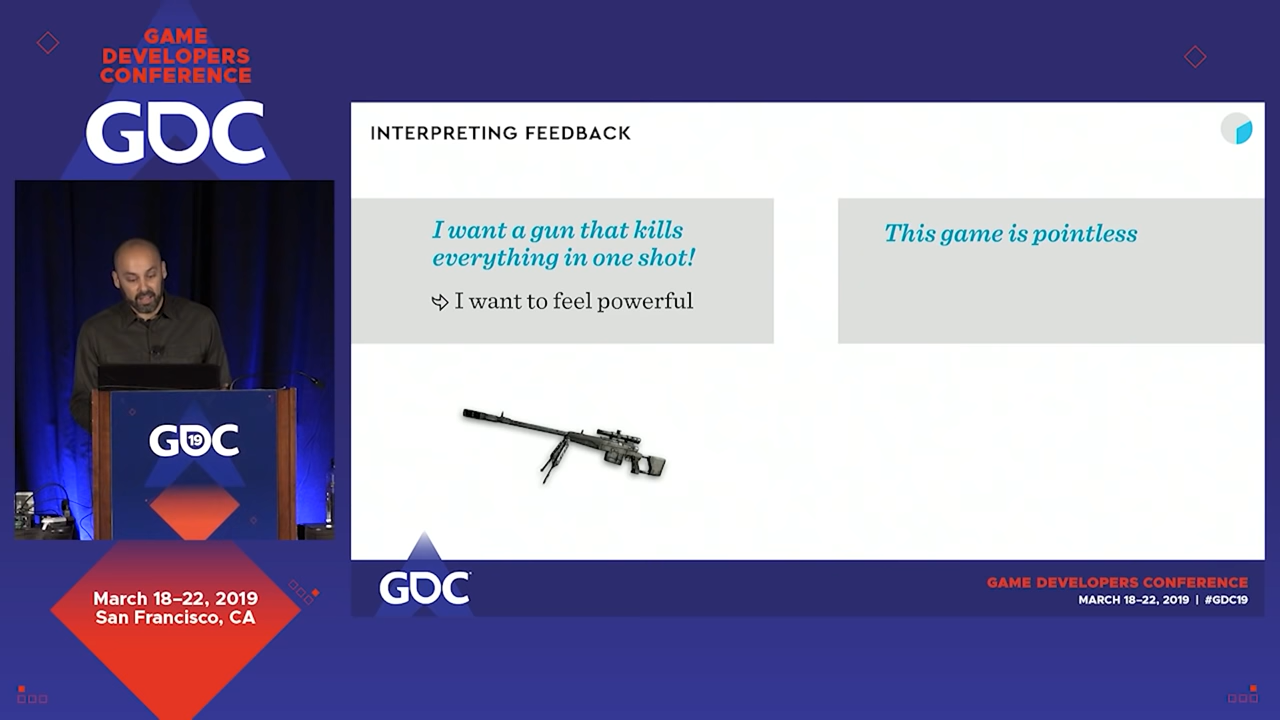 GAME
DEVELOPERS
CONFERENCE
GDC
INTERPRETING FEEDBACK
I want a gun that kills
everything in one shot!
➩ I want to feel powerful
This game is pointless
GDC
19
March 18–22, 2019
San Francisco, CA
GDC
GAME DEVELOPERS CONFERENCE
MARCH 18–22, 2019 | #GDC19